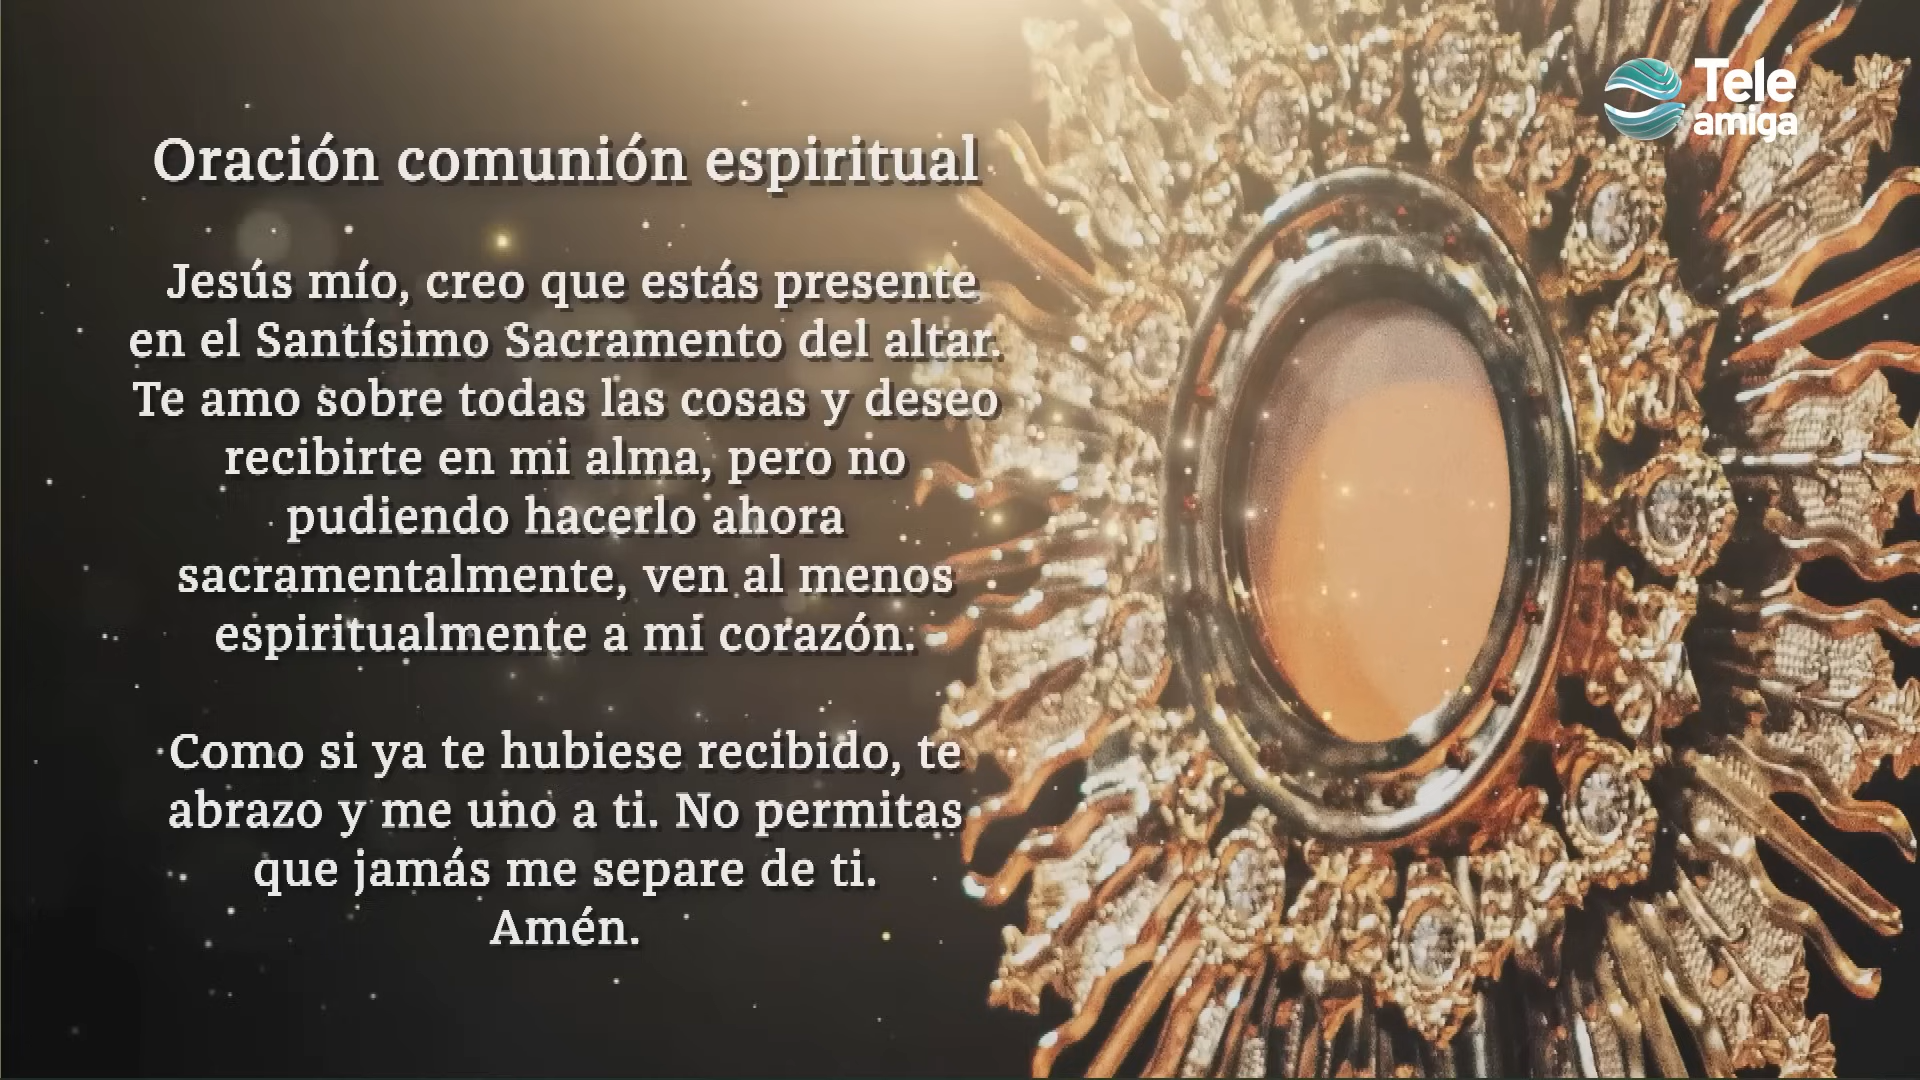 Tele
amiga
Oración comunión espiritual
Jesús mío, creo que estás presente
en el Santísimo Sacramento del altar.
Te amo sobre todas las cosas y deseo
recibirte en mi alma, pero no
pudiendo hacerlo ahora
sacramentalmente, ven al menos
espiritualmente a mi corazón.
Como si ya te hubiese recibido, te
abrazo y me uno a ti. No permitas
que jamás me separe de ti.
Amén.